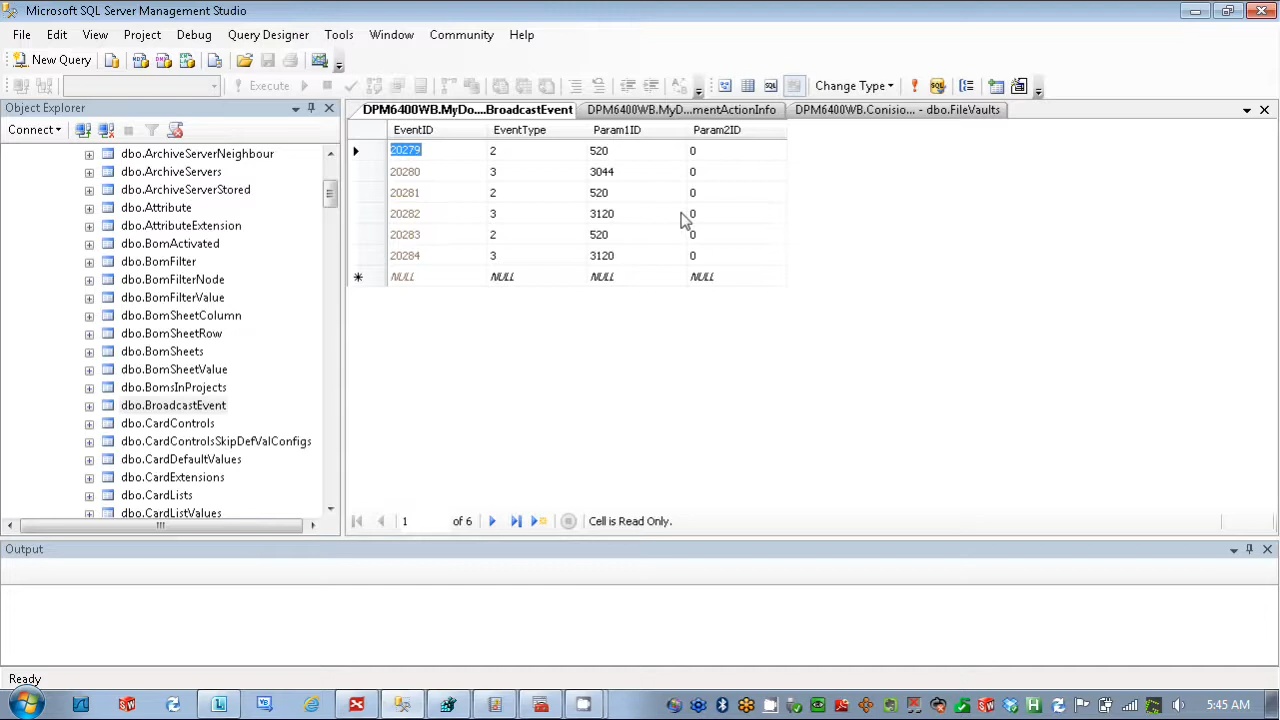 Microsoft SQL Server Management Studio
File Edit View Project Debug Query Designer Tools Window Community Help
New Query
Execute Change Type
Object Explorer
DPM6400WB.MyDo....BroadcastEvent DPM6400WB.MyD...mentActionInfo DPM6400WB.Conisio... - dbo.FileVaults
Connect
EventID EventType Param1ID Param2ID
20279 2 520 0
20280 3 3044 0
20281 2 520 0
20282 3 3120 0
20283 2 520 0
20284 3 3120 0
NULL NULL NULL NULL
dbo.ArchiveServerNeighbour
dbo.ArchiveServers
dbo.ArchiveServerStored
dbo.Attribute
dbo.AttributeExtension
dbo.BomActivated
dbo.BomFilter
dbo.BomFilterNode
dbo.BomFilterValue
dbo.BomSheetColumn
dbo.BomSheetRow
dbo.BomSheets
dbo.BomSheetValue
dbo.BomsInProjects
dbo.BroadcastEvent
dbo.CardControls
dbo.CardControlsSkipDefValConfigs
dbo.CardDefaultValues
dbo.CardExtensions
dbo.CardLists
dbo.CardListValues
1 of 6 Cell is Read Only.
Output
Ready
5:45 AM